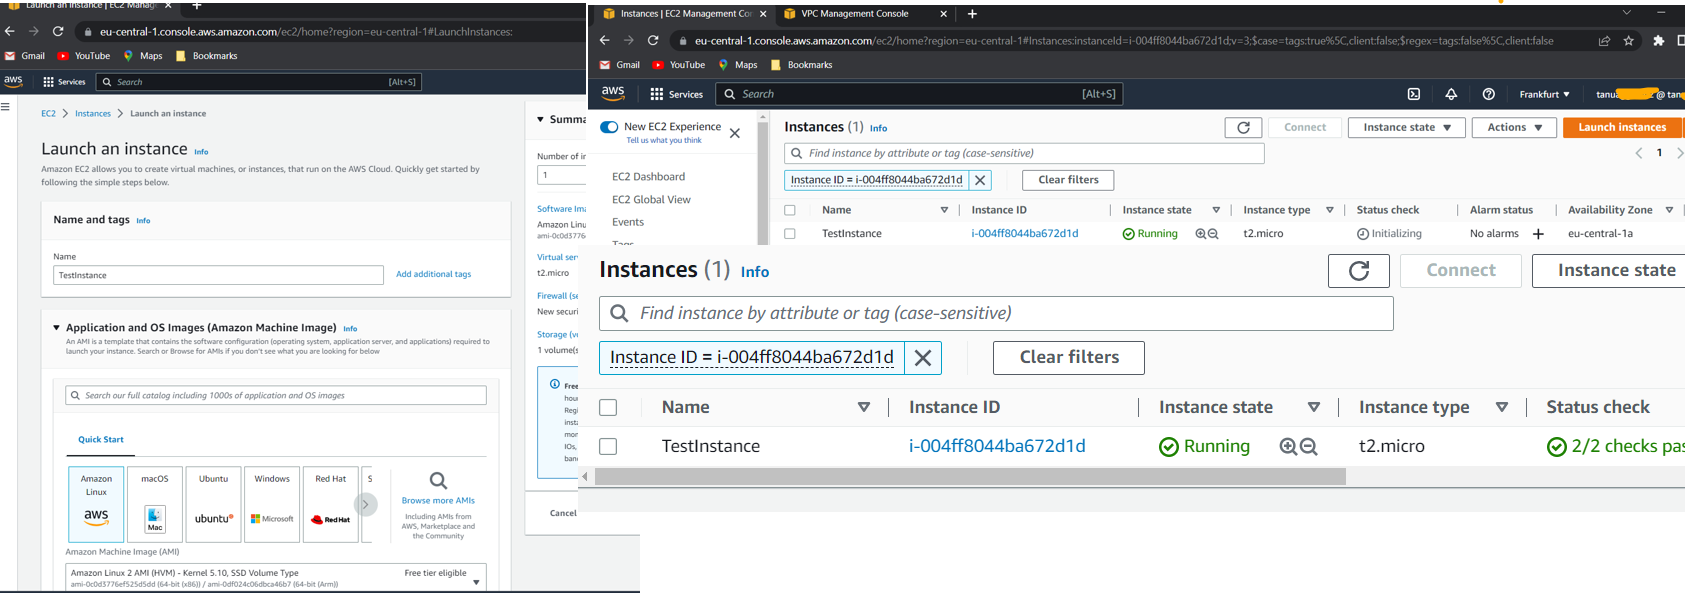 Launch an instance | EC2 Manag
eu-central-1.console.aws.amazon.com/ec2/home?region=eu-central-1#LaunchInstances:
Gmail YouTube Maps Bookmarks
aws Services Search [Alt+S]
EC2 Instances Launch an instance
Launch an instance Info
Amazon EC2 allows you to create virtual machines, or instances, that run on the AWS Cloud. Quickly get started by
following the simple steps below.
Name and tags Info
Name
TestInstance Add additional tags
Application and OS Images (Amazon Machine Image) Info
An AMI is a template that contains the software configuration (operating system, application server, and applications) required to
launch your instance. Search or Browse for AMIs if you don't see what you are looking for below
Search our full catalog including 1000s of application and OS images
Quick Start
Amazon
Linux
aws
macOS
Mac
Ubuntu
ubuntu
Windows
Microsoft
Red Hat
Red Hat
S
Browse more AMIs
Including AMIs from
AWS, Marketplace and
the Community
Amazon Machine Image (AMI)
Amazon Linux 2 AMI (HVM) - Kernel 5.10, SSD Volume Type Free tier eligible
ami-0c0d3776ef525d5dd (64-bit (x86)) / ami-0df024c06dbca46b7 (64-bit (Arm))
Summa
Number of in
1
Software Ima
Amazon Linu
ami-0c0d3776
Virtual serv
t2.micro
Firewall (se
New securi
Storage (vo
1 volume(s
Free
hou
Regi
insta
mor
IOs,
ban
Cancel
Instances | EC2 Management Co VPC Management Console
eu-central-1.console.aws.amazon.com/ec2/home?region=eu-central-1#Instances:instanceId=i-004ff8044ba672d1d;v=3;$case=tags:true%5C,client:false;$regex=tags:false%5C,client:false
Gmail YouTube Maps Bookmarks
aws Services Search [Alt+S] Frankfurt tanu @ tan
New EC2 Experience
Tell us what you think
EC2 Dashboard
EC2 Global View
Events
Tags
Instances (1) Info Connect Instance state Actions Launch instances
Find instance by attribute or tag (case-sensitive) 1
Instance ID = i-004ff8044ba672d1d Clear filters
Name Instance ID Instance state Instance type Status check Alarm status Availability Zone
TestInstance i-004ff8044ba672d1d Running t2.micro Initializing No alarms eu-central-1a
Instances (1) Info Connect Instance state
Find instance by attribute or tag (case-sensitive)
Instance ID = i-004ff8044ba672d1d Clear filters
Name Instance ID Instance state Instance type Status check
TestInstance i-004ff8044ba672d1d Running t2.micro 2/2 checks pas